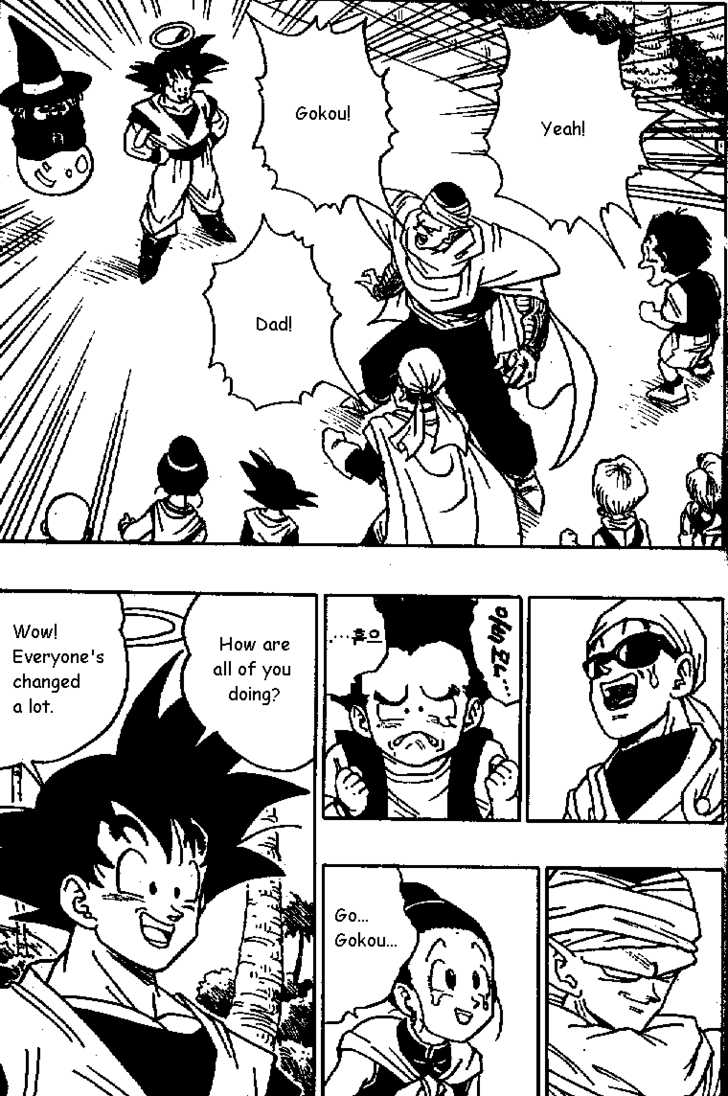 Gokou!
Yeah!
Dad!
Wow!
Everyone's
changed
a lot.
How are
all of you
doing?
Go...
Gokou...